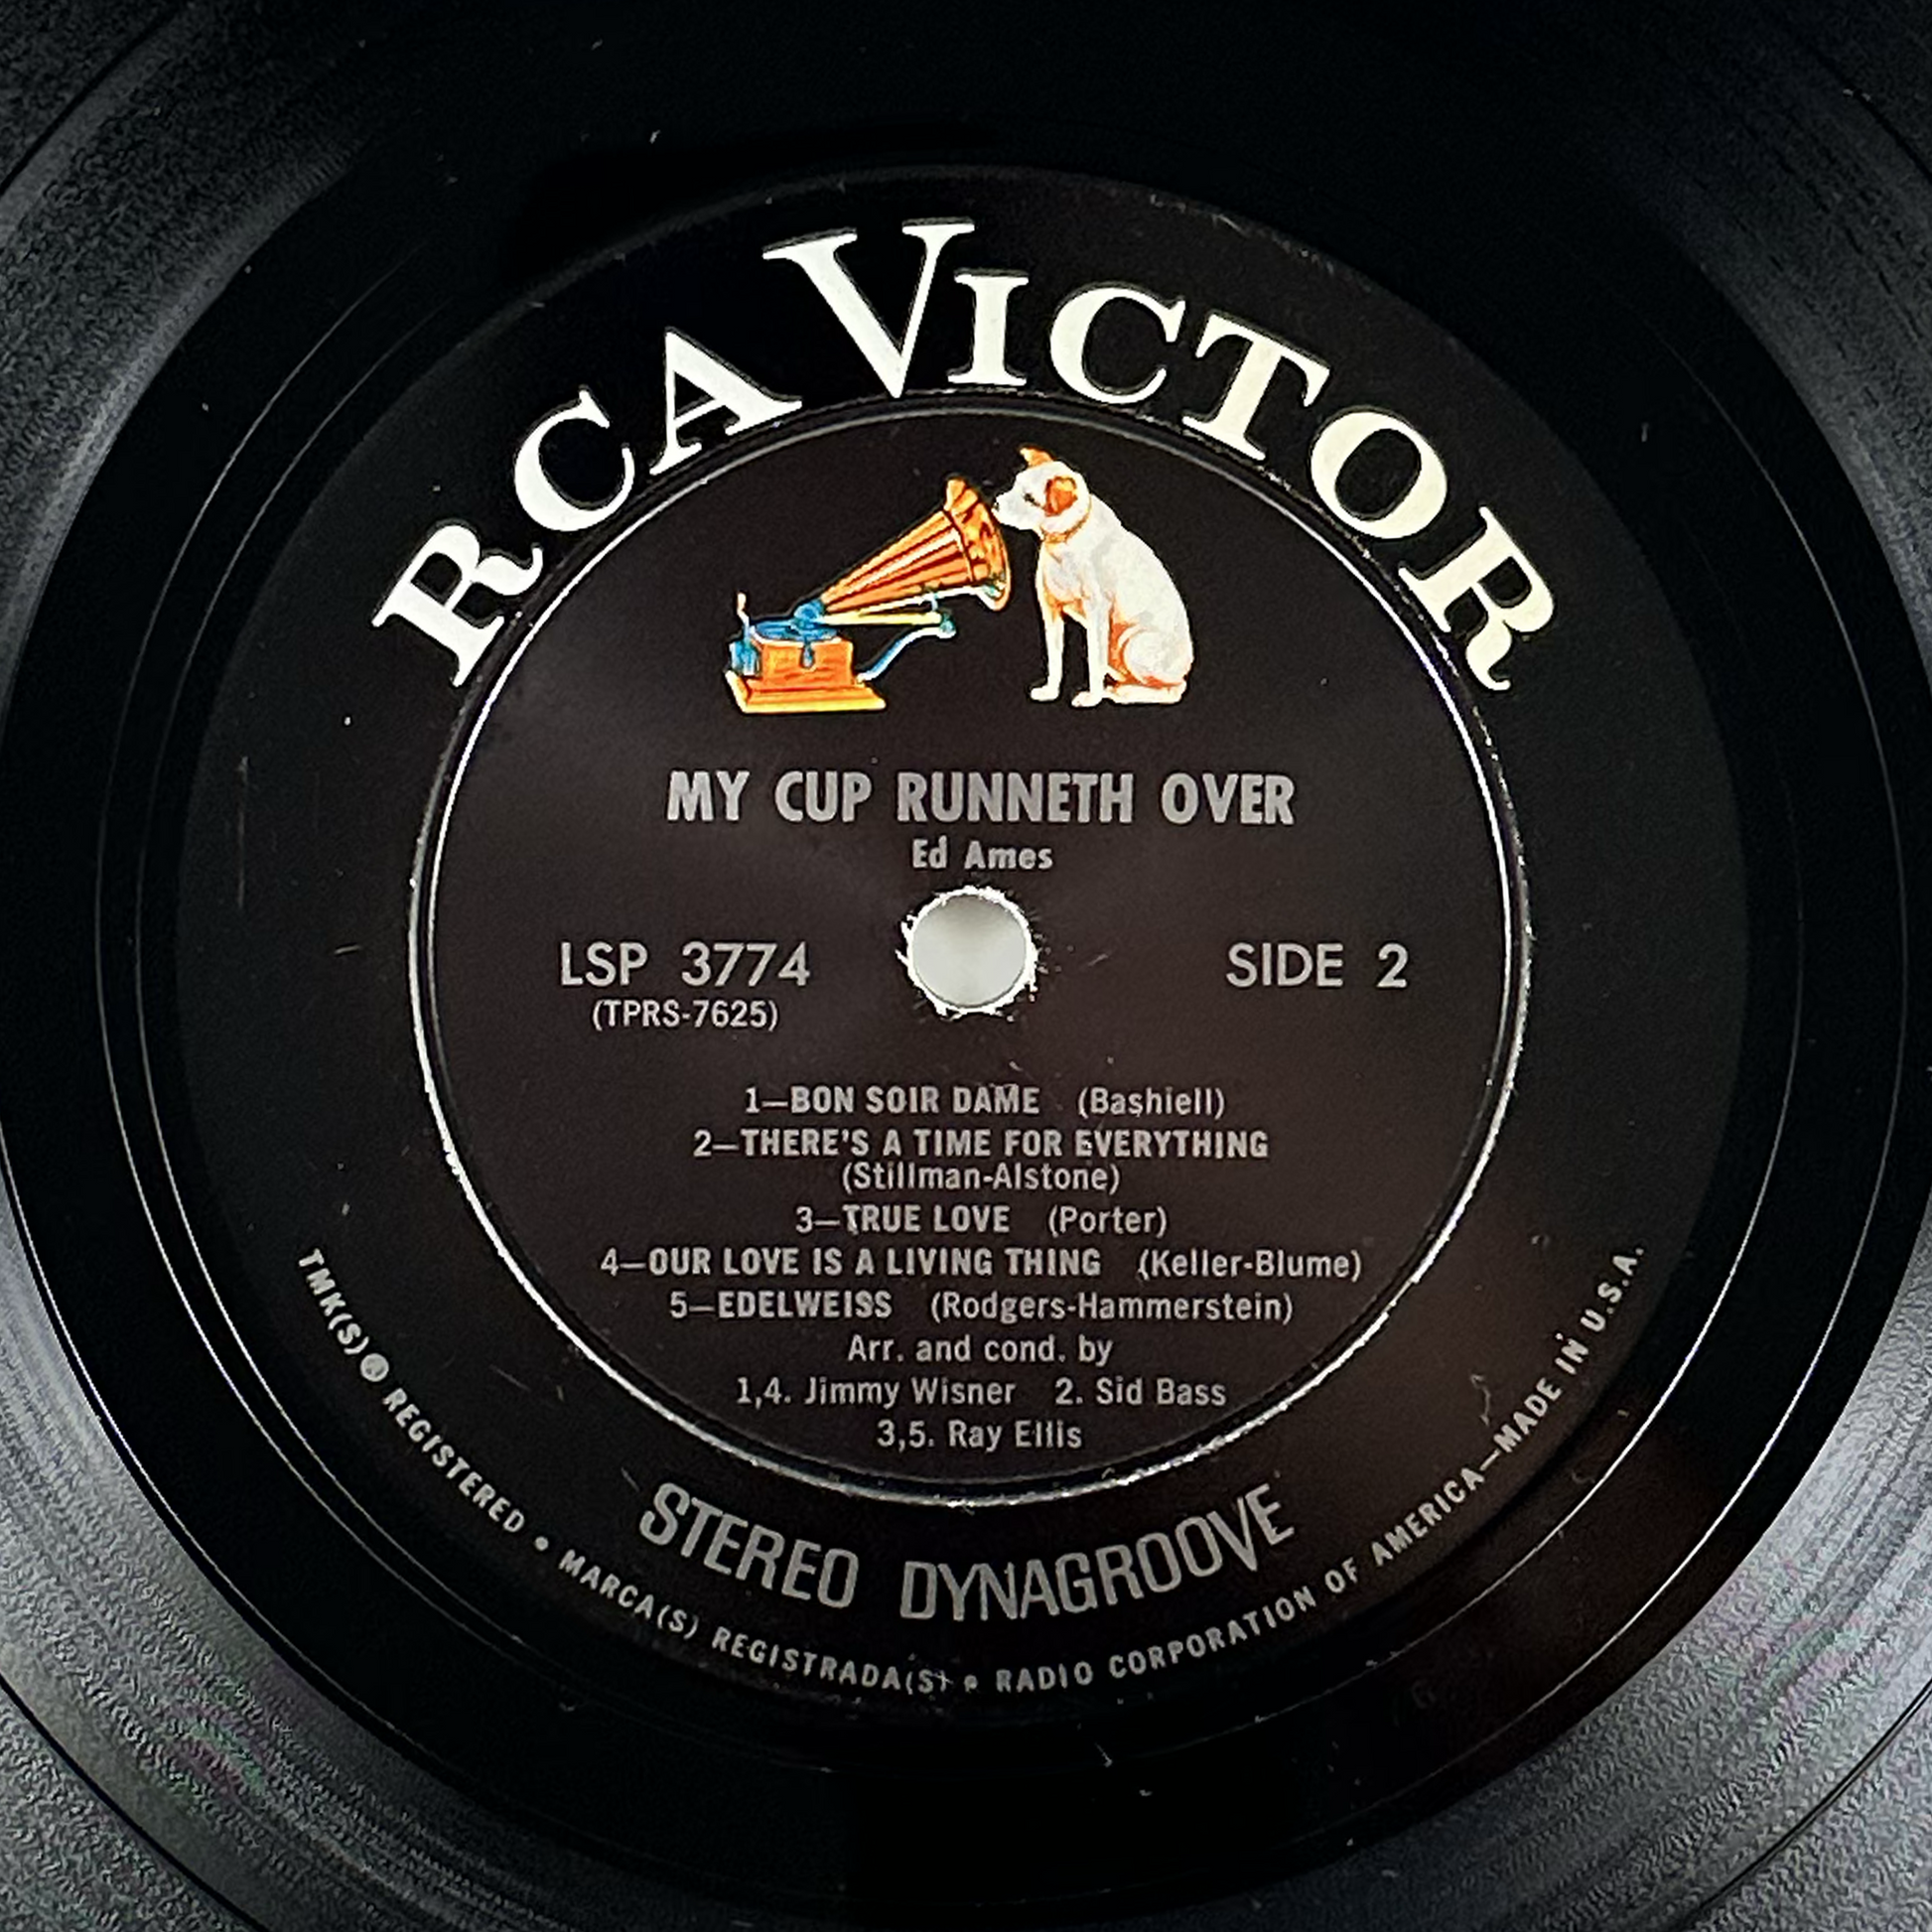 RCA VICTOR
MY CUP RUNNETH OVER
Ed Ames
LSP 3774
(TPRS-7625)
SIDE 2
1—BON SOIR DAME (Bashiell)
2—THERE'S A TIME FOR EVERYTHING
(Stillman-Alstone)
3—TRUE LOVE (Porter)
4—OUR LOVE IS A LIVING THING (Keller-Blume)
5—EDELWEISS (Rodgers-Hammerstein)
Arr. and cond. by
1,4. Jimmy Wisner 2. Sid Bass
3,5. Ray Ellis
STEREO DYNAGROOVE
TMK(S) ® REGISTERED • MARCA(S) REGISTRADA(S) • RADIO CORPORATION OF AMERICA—MADE IN U.S.A.